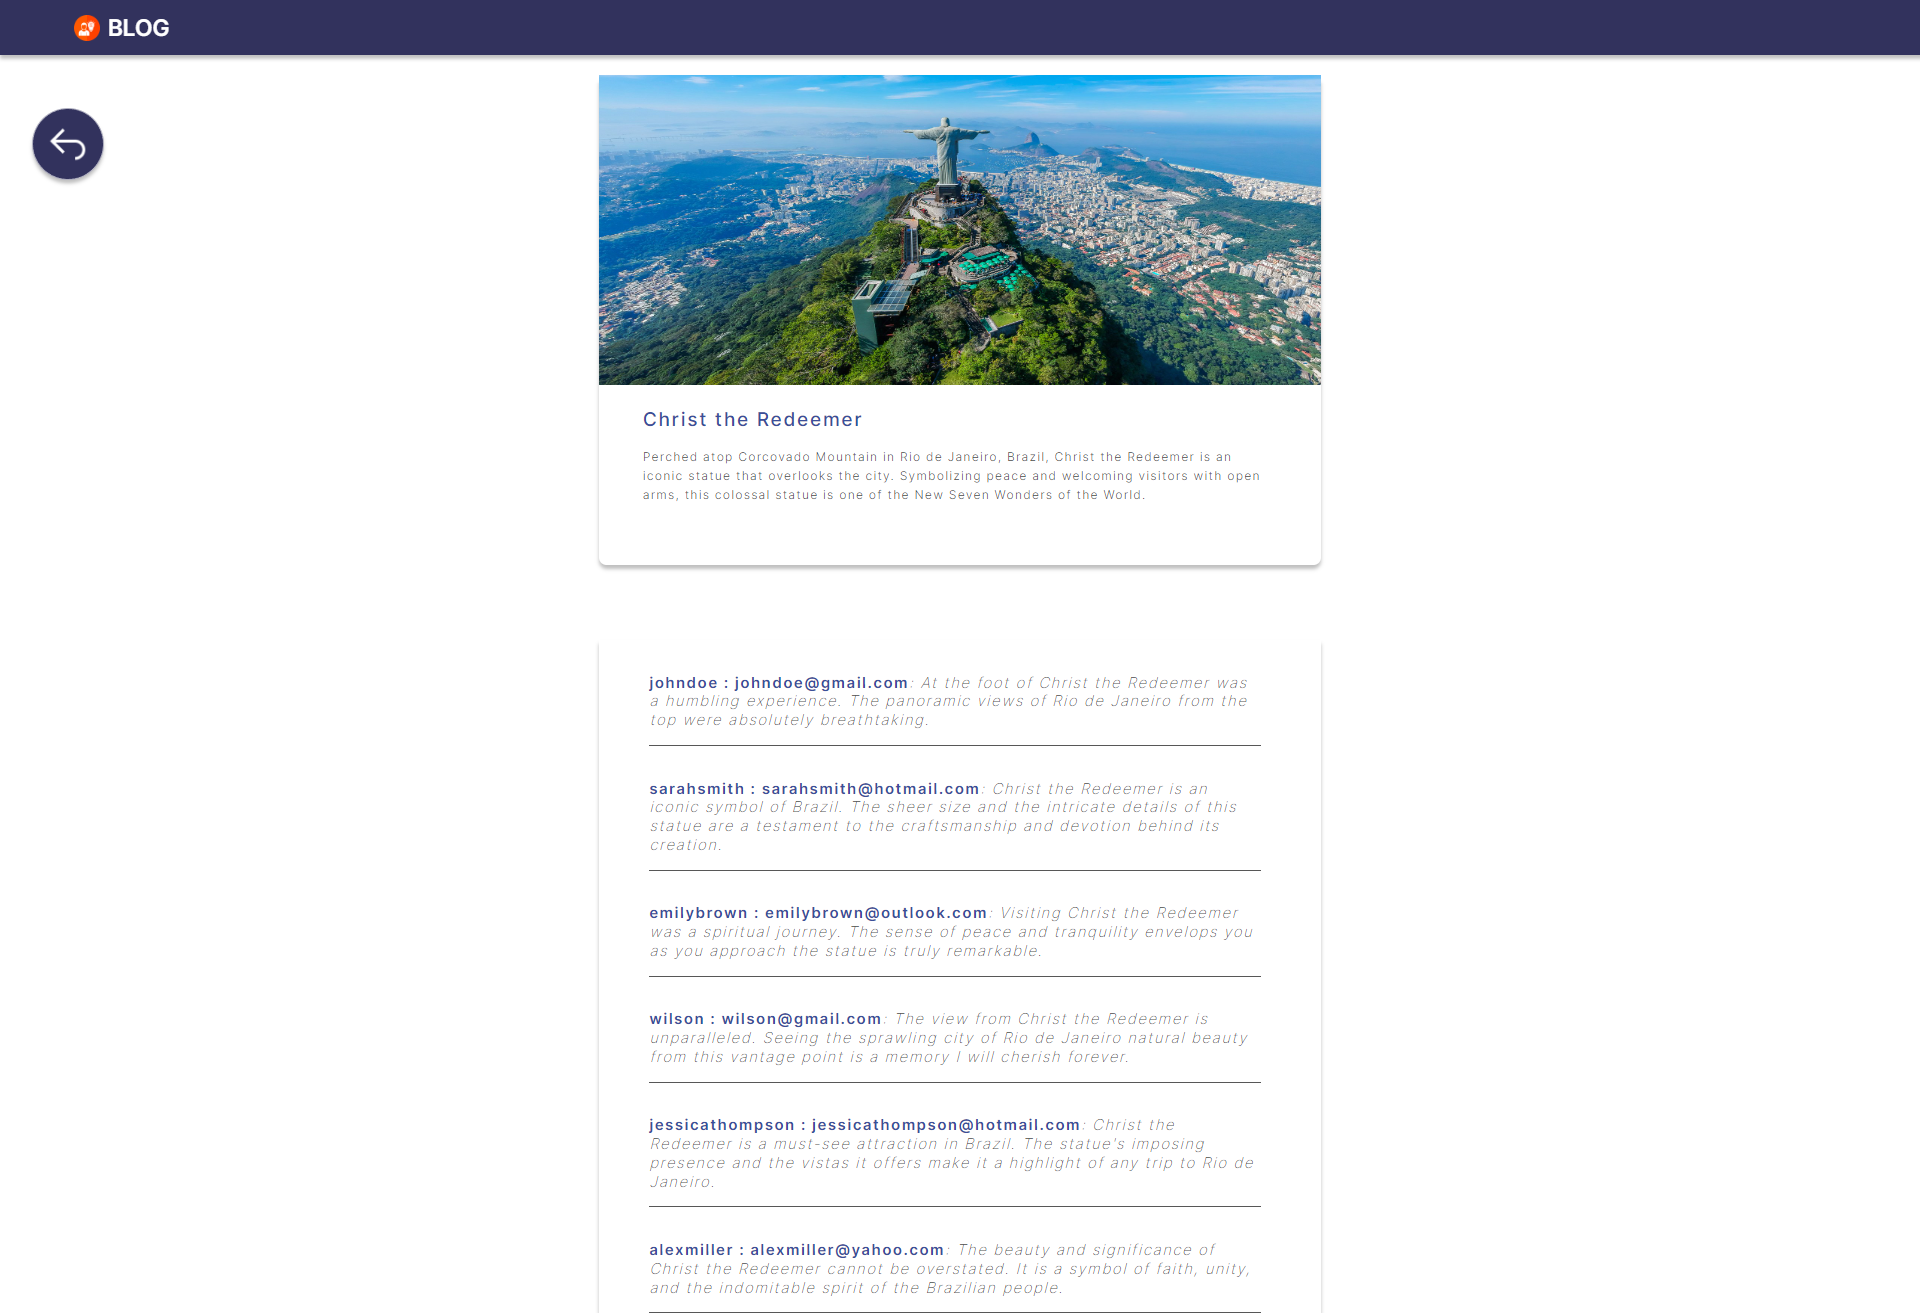 BLOG
Christ the Redeemer
Perched atop Corcovado Mountain in Rio de Janeiro, Brazil, Christ the Redeemer is an
iconic statue that overlooks the city. Symbolizing peace and welcoming visitors with open
arms, this colossal statue is one of the New Seven Wonders of the World.
johndoe : johndoe@gmail.com: At the foot of Christ the Redeemer was
a humbling experience. The panoramic views of Rio de Janeiro from the
top were absolutely breathtaking.
sarahsmith : sarahsmith@hotmail.com: Christ the Redeemer is an
iconic symbol of Brazil. The sheer size and the intricate details of this
statue are a testament to the craftsmanship and devotion behind its
creation.
emilybrown : emilybrown@outlook.com: Visiting Christ the Redeemer
was a spiritual journey. The sense of peace and tranquility envelops you
as you approach the statue is truly remarkable.
wilson : wilson@gmail.com: The view from Christ the Redeemer is
unparalleled. Seeing the sprawling city of Rio de Janeiro natural beauty
from this vantage point is a memory I will cherish forever.
jessicathompson : jessicathompson@hotmail.com: Christ the
Redeemer is a must-see attraction in Brazil. The statue's imposing
presence and the vistas it offers make it a highlight of any trip to Rio de
Janeiro.
alexmiller : alexmiller@yahoo.com: The beauty and significance of
Christ the Redeemer cannot be overstated. It is a symbol of faith, unity,
and the indomitable spirit of the Brazilian people.